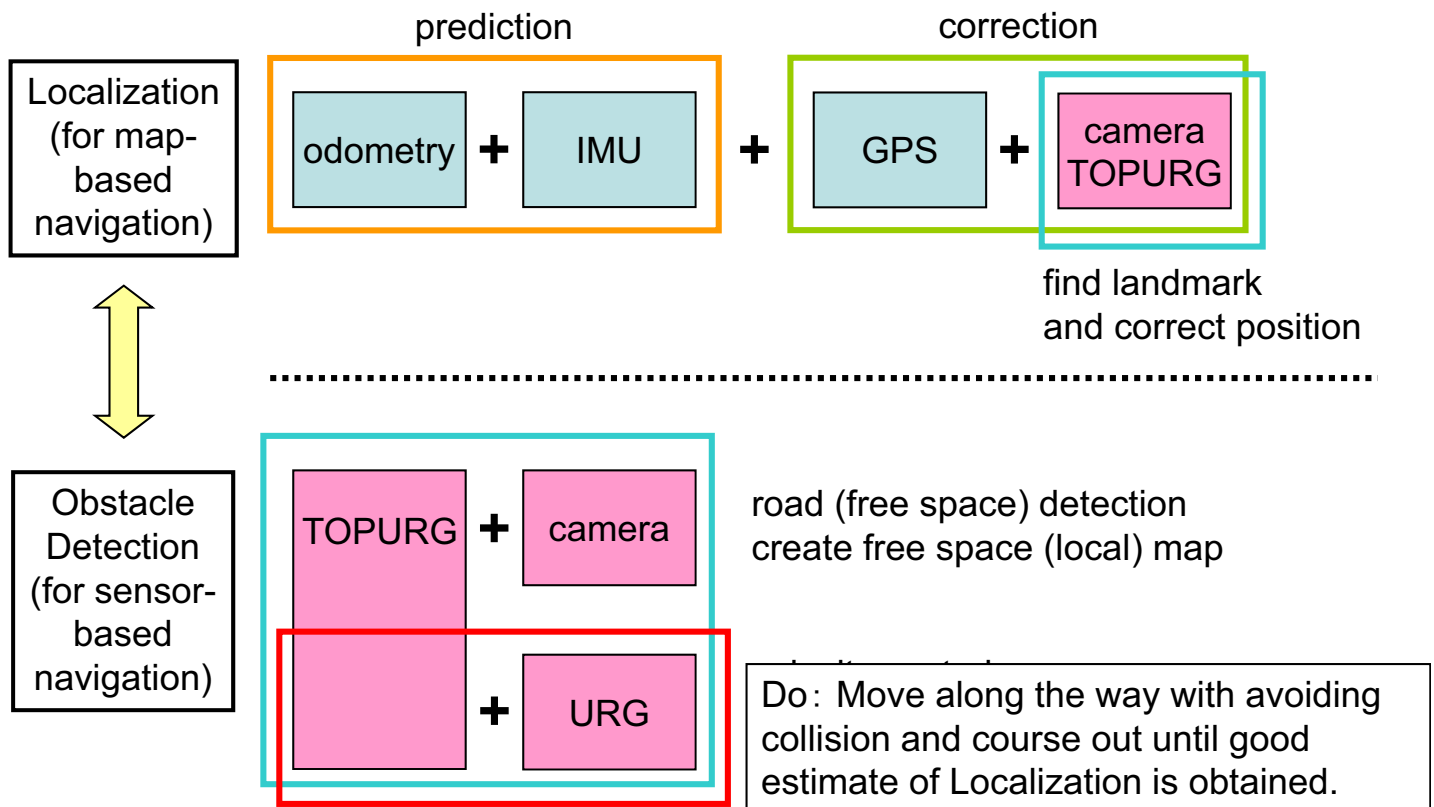 prediction
correction
Localization
(for map-
based
navigation)
odometry
+
IMU
+
GPS
+
camera
TOPURG
find landmark
and correct position
Obstacle
Detection
(for sensor-
based
navigation)
TOPURG
+
camera
road (free space) detection
create free space (local) map
+
URG
Do: Move along the way with avoiding
collision and course out until good
estimate of Localization is obtained.